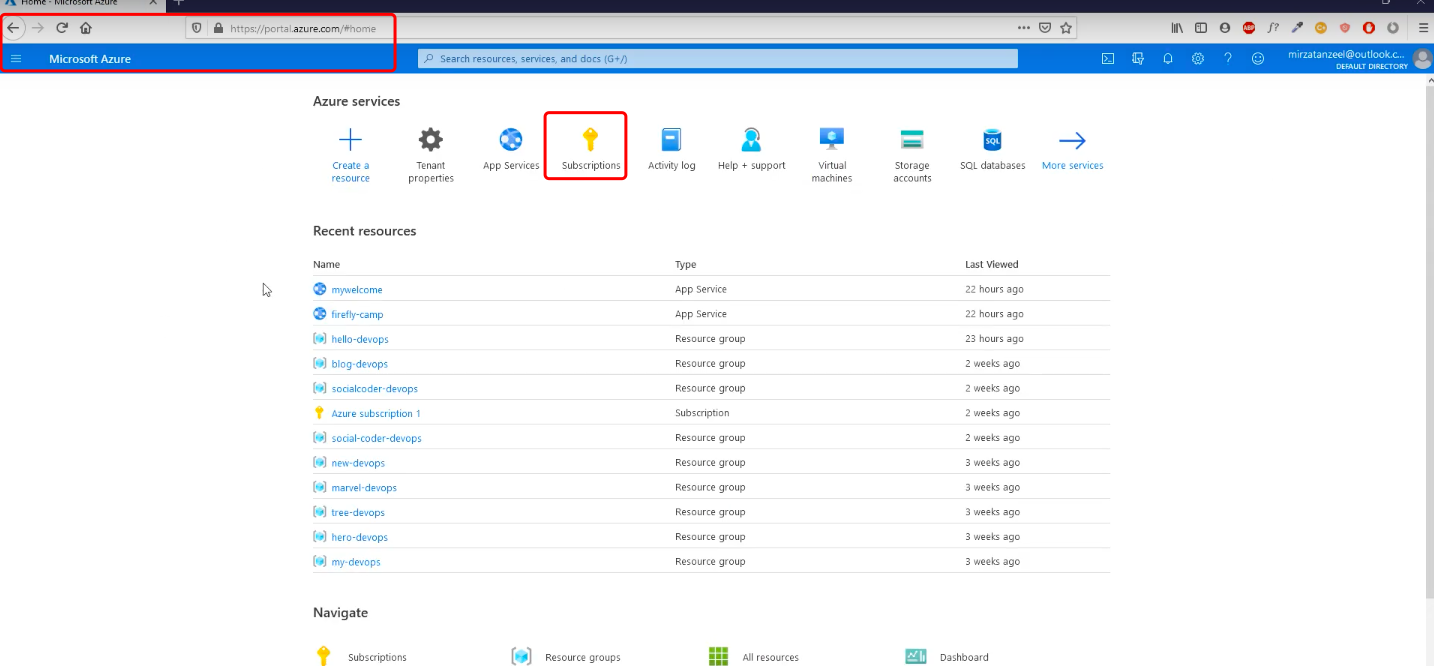 Home - Microsoft Azure
https://portal.azure.com/#home
Microsoft Azure
Search resources, services, and docs (G+/)
mirzatanzeel@outlook.c...
DEFAULT DIRECTORY
Azure services
Create a resource
Tenant properties
App Services
Subscriptions
Activity log
Help + support
Virtual machines
Storage accounts
SQL
SQL databases
More services
Recent resources
Name Type Last Viewed
mywelcome App Service 22 hours ago
firefly-camp App Service 22 hours ago
hello-devops Resource group 23 hours ago
blog-devops Resource group 2 weeks ago
socialcoder-devops Resource group 2 weeks ago
Azure subscription 1 Subscription 2 weeks ago
social-coder-devops Resource group 2 weeks ago
new-devops Resource group 3 weeks ago
marvel-devops Resource group 3 weeks ago
tree-devops Resource group 3 weeks ago
hero-devops Resource group 3 weeks ago
my-devops Resource group 3 weeks ago
Navigate
Subscriptions Resource groups All resources Dashboard